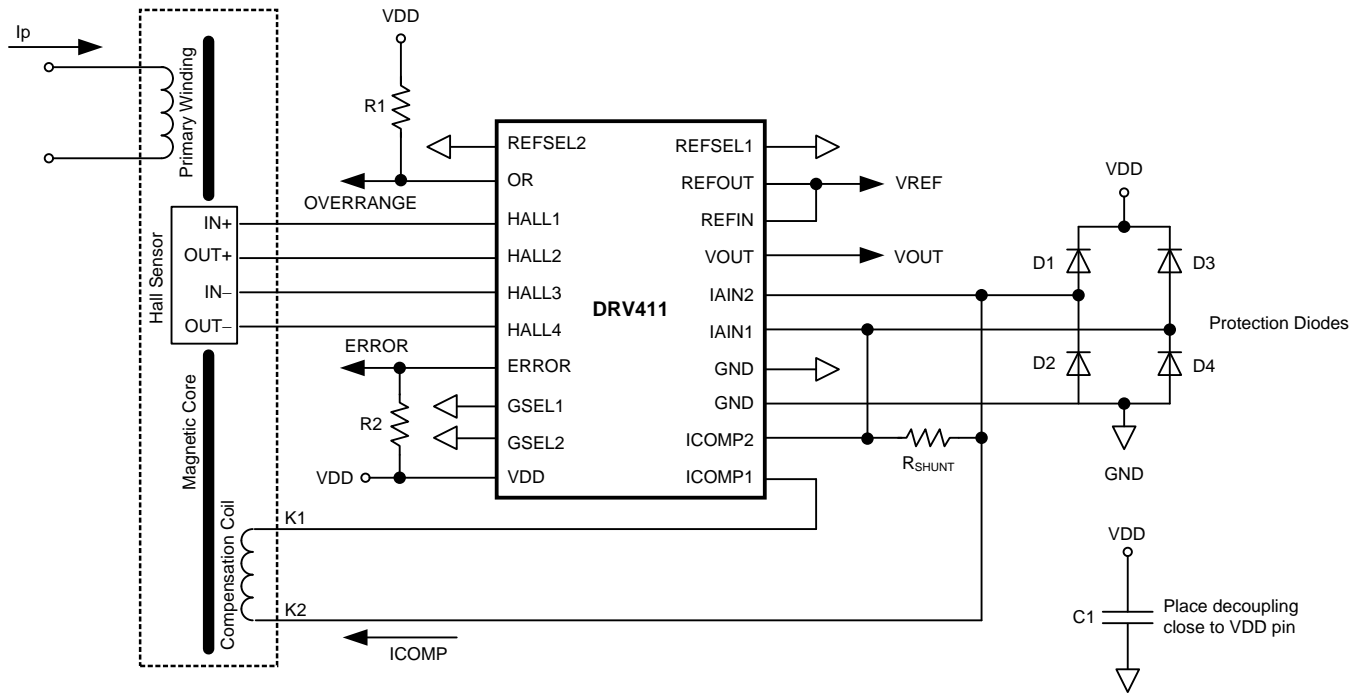 Ip
Primary Winding
Hall Sensor
IN+
OUT+
IN−
OUT−
Magnetic Core
Compensation Coil
K1
K2
ICOMP
VDD
R1
OVERRANGE
ERROR
R2
VDD
DRV411
REFSEL2
OR
HALL1
HALL2
HALL3
HALL4
ERROR
GSEL1
GSEL2
VDD
REFSEL1
REFOUT
REFIN
VOUT
IAIN2
IAIN1
GND
GND
ICOMP2
ICOMP1
VREF
VOUT
RSHUNT
VDD
D1
D3
D2
D4
Protection Diodes
GND
VDD
C1
Place decoupling
close to VDD pin